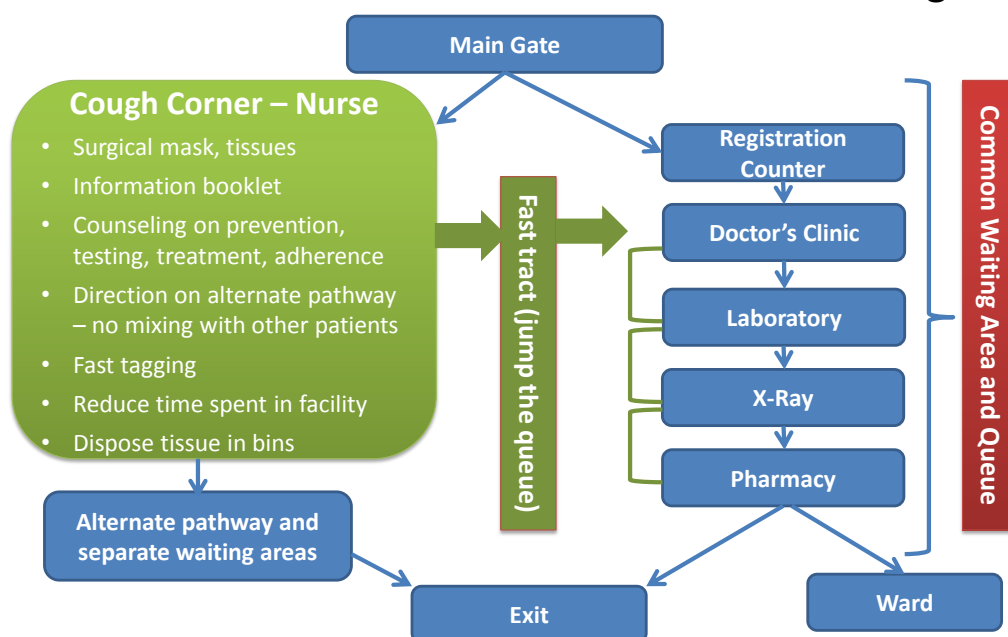 Main Gate
Cough Corner – Nurse
• Surgical mask, tissues
• Information booklet
• Counseling on prevention,
testing, treatment, adherence
• Direction on alternate pathway
– no mixing with other patients
• Fast tagging
• Reduce time spent in facility
• Dispose tissue in bins
Alternate pathway and
separate waiting areas
Fast tract (jump the queue)
Registration
Counter
Doctor's Clinic
Laboratory
X-Ray
Pharmacy
Exit
Ward
Common Waiting Area and Queue